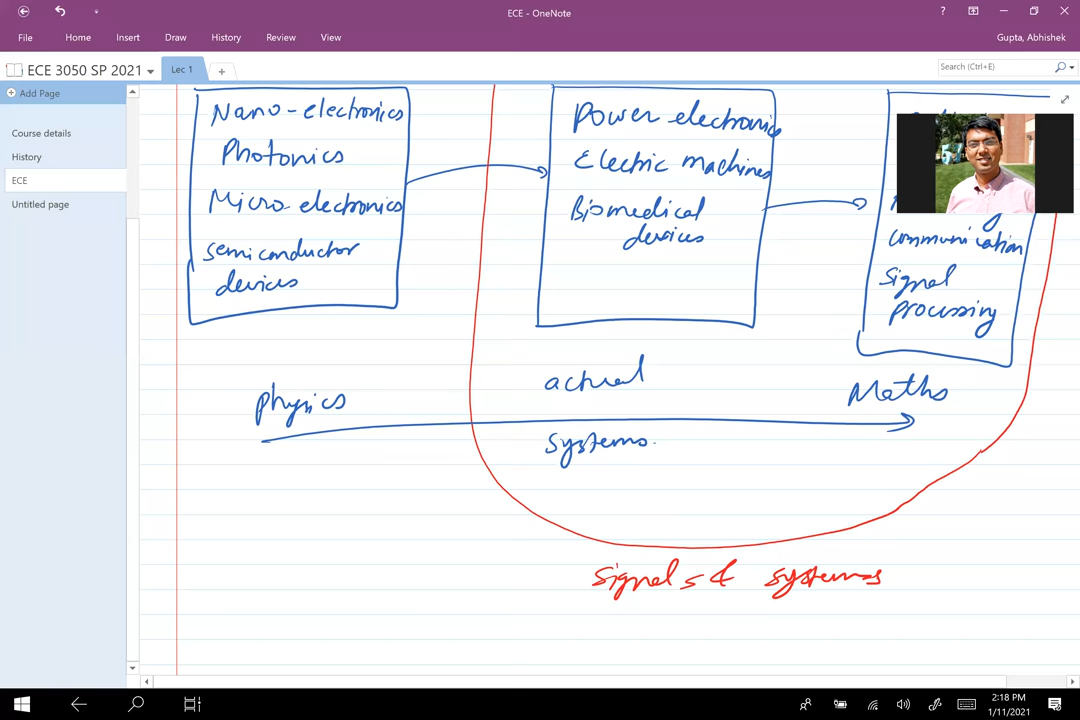 ECE - OneNote
?
File
Home
Insert
Draw
History
Review
View
Gupta, Abhishek
ECE 3050 SP 2021
Lec 1
Search (Ctrl+E)
Add Page
Course details
History
ECE
Untitled page
Nano-electronics
Photonics
Micro electronics
semiconductor
devices
Power electronics
Electric machines
Biomedical
devices
communication
signal
processing
physics
actual
systems.
Maths
signals &
systems
2:18 PM
1/11/2021